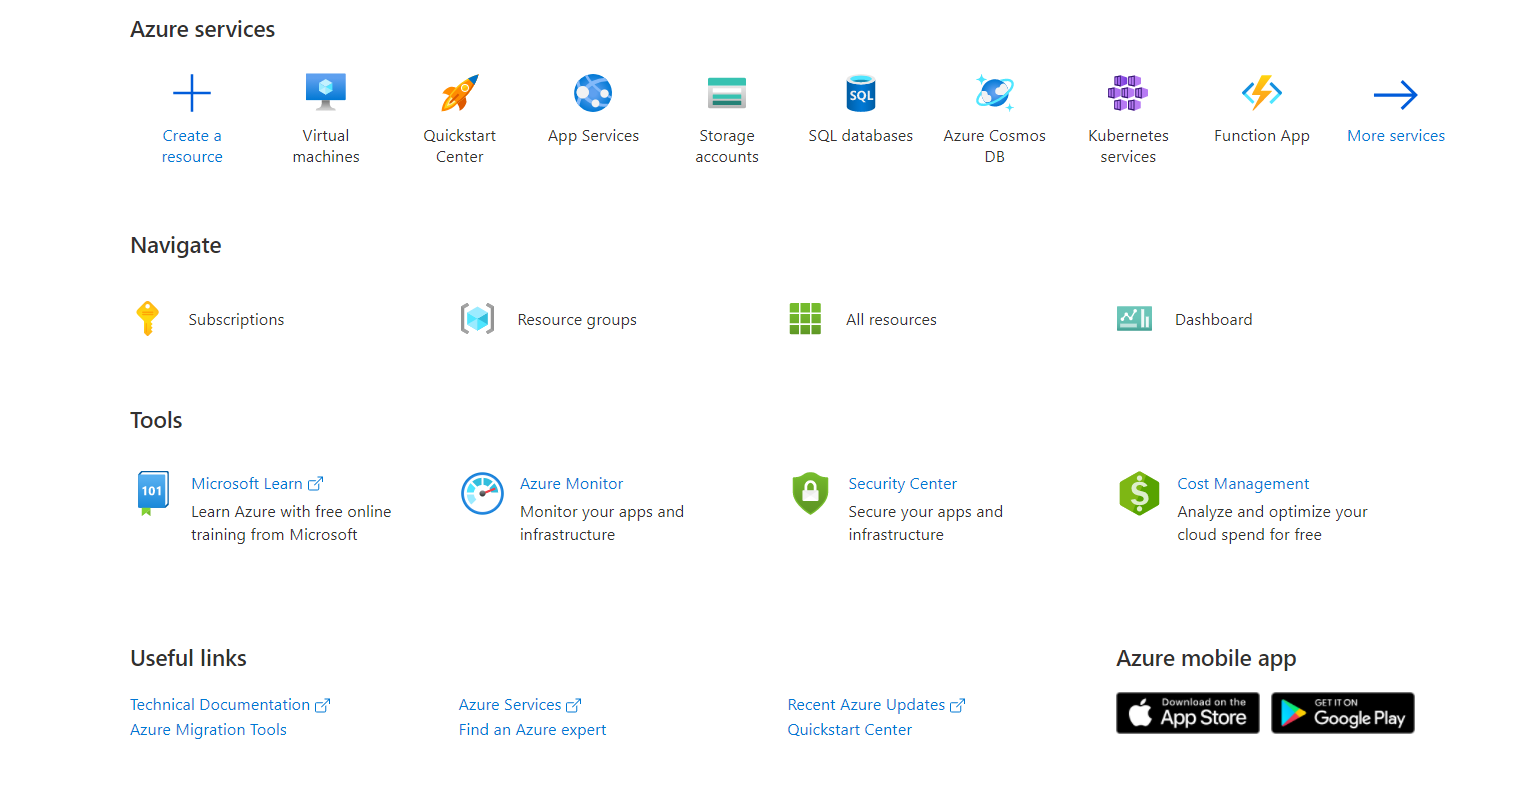 Azure services
Create a
resource
Virtual
machines
Quickstart
Center
App Services
Storage
accounts
SQL
SQL databases
Azure Cosmos
DB
Kubernetes
services
Function App
More services
Navigate
Subscriptions
Resource groups
All resources
Dashboard
Tools
101
Microsoft Learn
Learn Azure with free online
training from Microsoft
Azure Monitor
Monitor your apps and
infrastructure
Security Center
Secure your apps and
infrastructure
$
Cost Management
Analyze and optimize your
cloud spend for free
Useful links
Technical Documentation
Azure Migration Tools
Azure Services
Find an Azure expert
Recent Azure Updates
Quickstart Center
Azure mobile app
Download on the
App Store
GET IT ON
Google Play